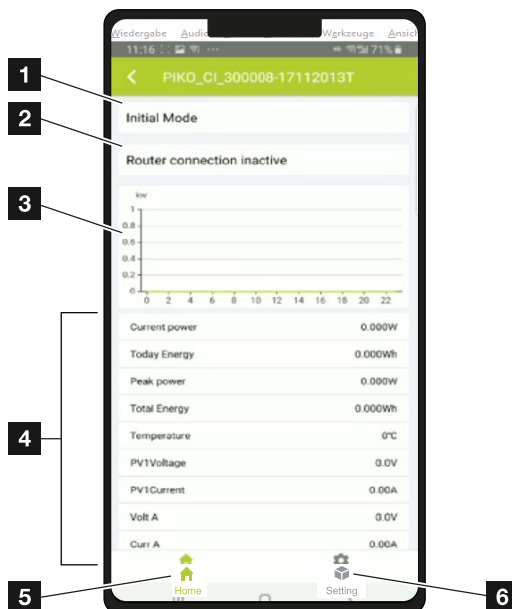 Wiedergabe Audio Werkzeuge Ansich
11:16 71%
PIKO_CI_300008-17112013T
1
Initial Mode
2
Router connection inactive
3
kw
1
0.8
0.6
0.4
0.2
0
0 2 4 6 8 10 12 14 16 18 20 22
4
Current power 0.000W
Today Energy 0.000Wh
Peak power 0.000W
Total Energy 0.000Wh
Temperature 0°C
PV1Voltage 0.0V
PV1Current 0.00A
Volt A 0.0V
Curr A 0.00A
5
Home
Setting
6